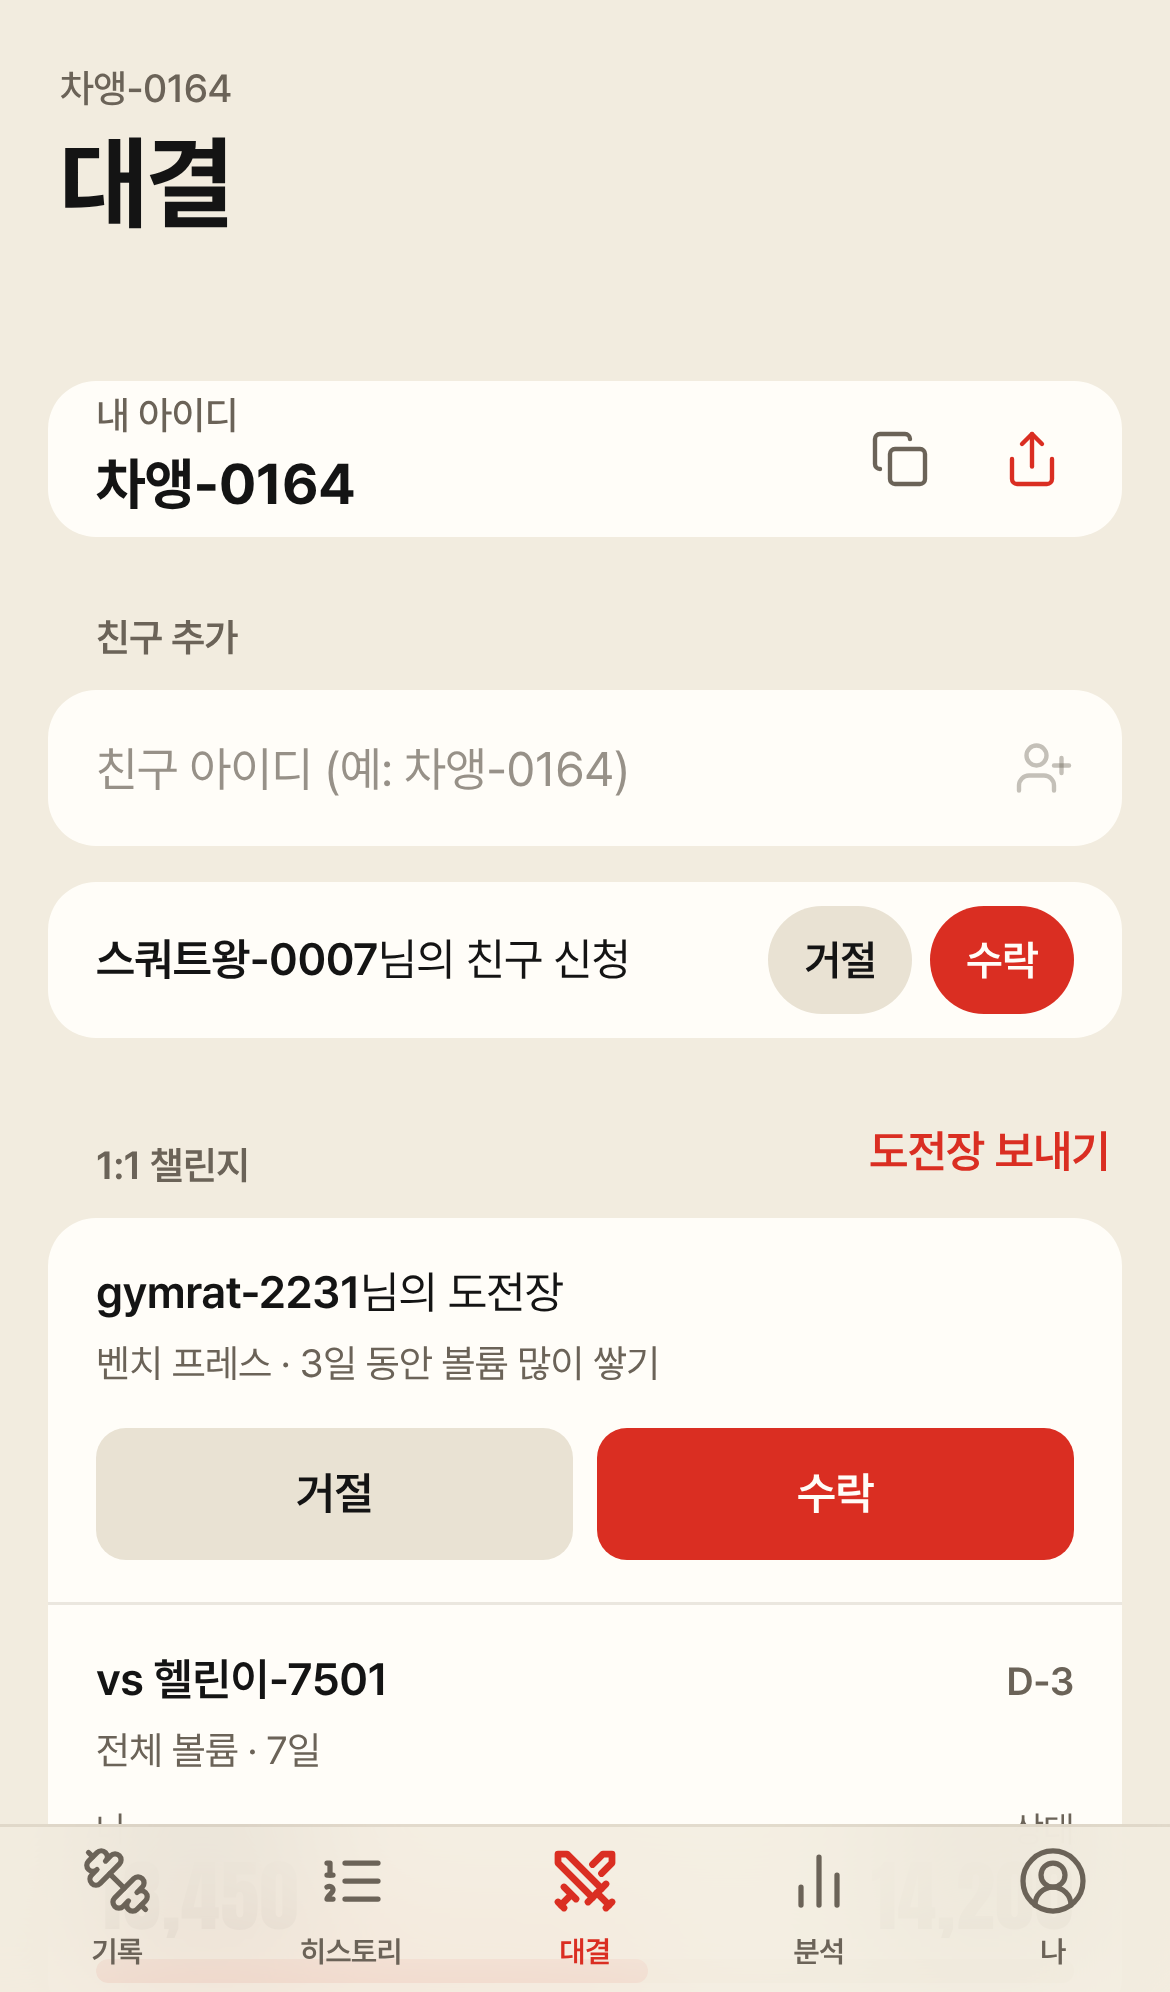 차앵-0164
대결
내 아이디
차앵-0164
친구 추가
친구 아이디 (예: 차앵-0164)
스쿼트왕-0007님의 친구 신청
거절
수락
1:1 챌린지
도전장 보내기
gymrat-2231님의 도전장
벤치 프레스 · 3일 동안 볼륨 많이 쌓기
거절
수락
vs 헬린이-7501
D-3
전체 볼륨 · 7일
기록
히스토리
대결
분석
나